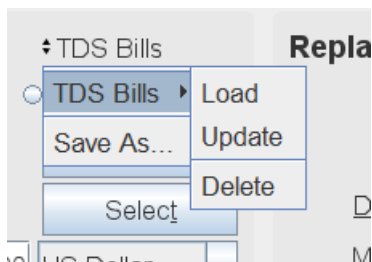 TDS Bills
Repla
TDS Bills
Load
Save As...
Update
Delete
Select
D
US Dollar
M